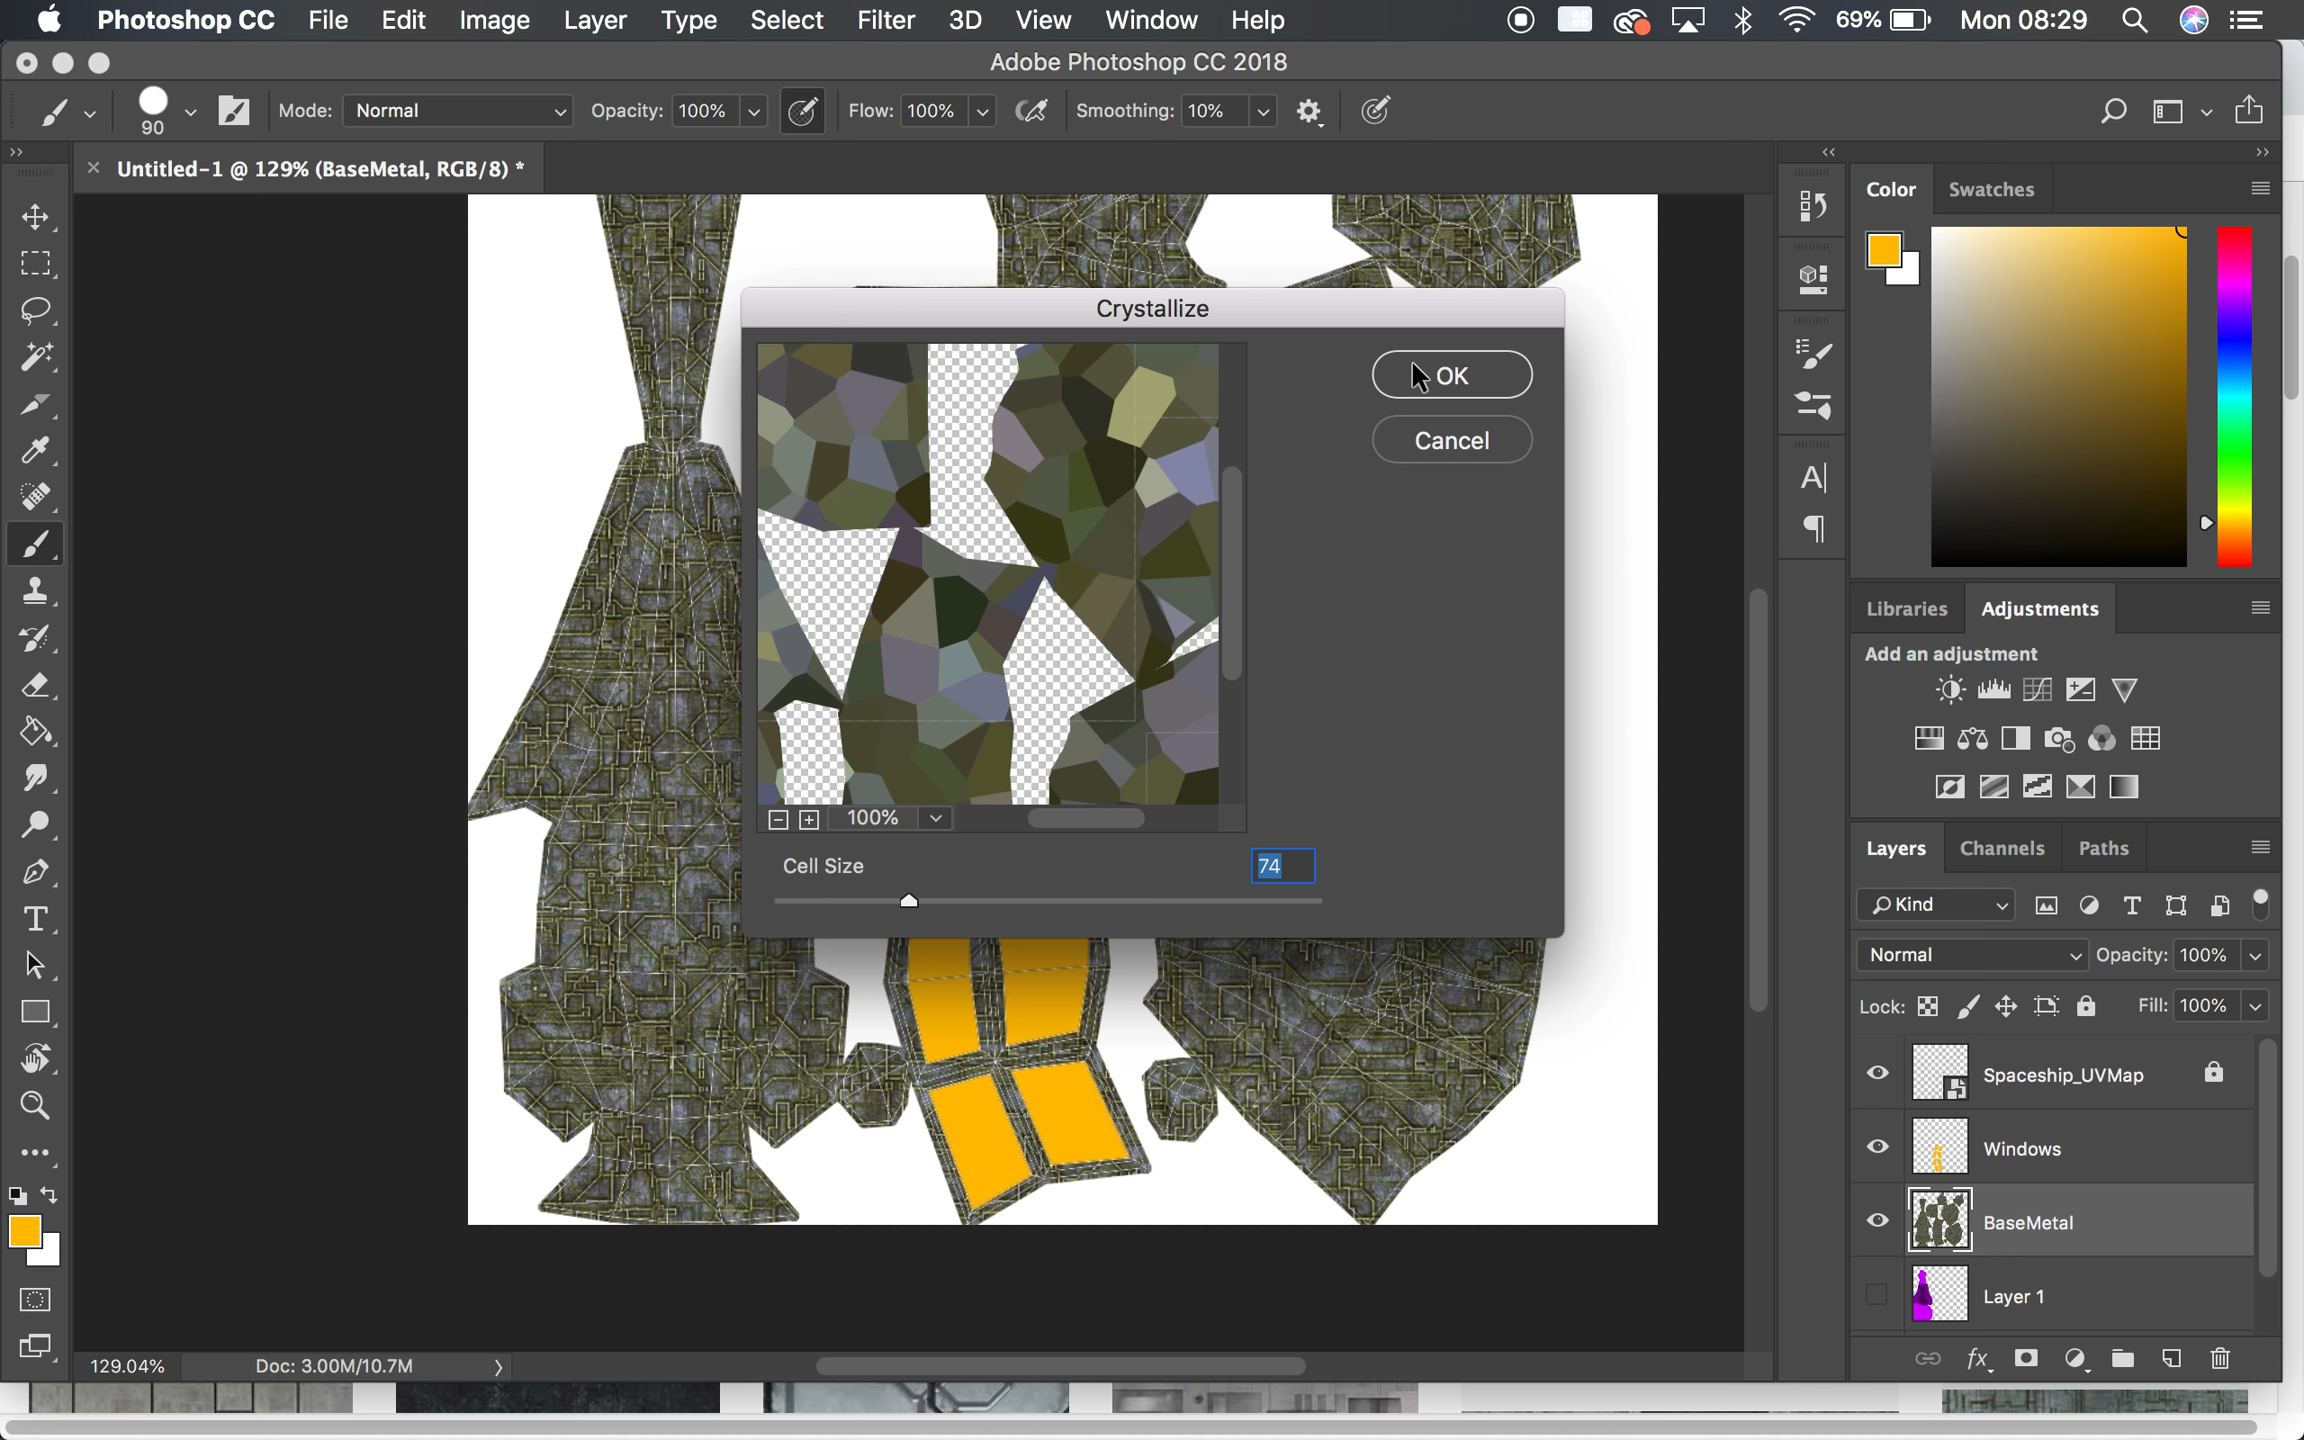 Photoshop CC File Edit Image Layer Type Select Filter 3D View Window Help 69% Mon 08:29
Adobe Photoshop CC 2018
90 Mode: Normal Opacity: 100% Flow: 100% Smoothing: 10%
× Untitled-1 @ 129% (BaseMetal, RGB/8) *
Color Swatches
Crystallize
OK
Cancel
100%
Cell Size 74
Libraries Adjustments
Add an adjustment
Layers Channels Paths
Kind
Normal Opacity: 100%
Lock: Fill: 100%
Spaceship_UVMap
Windows
BaseMetal
Layer 1
fx
129.04% Doc: 3.00M/10.7M